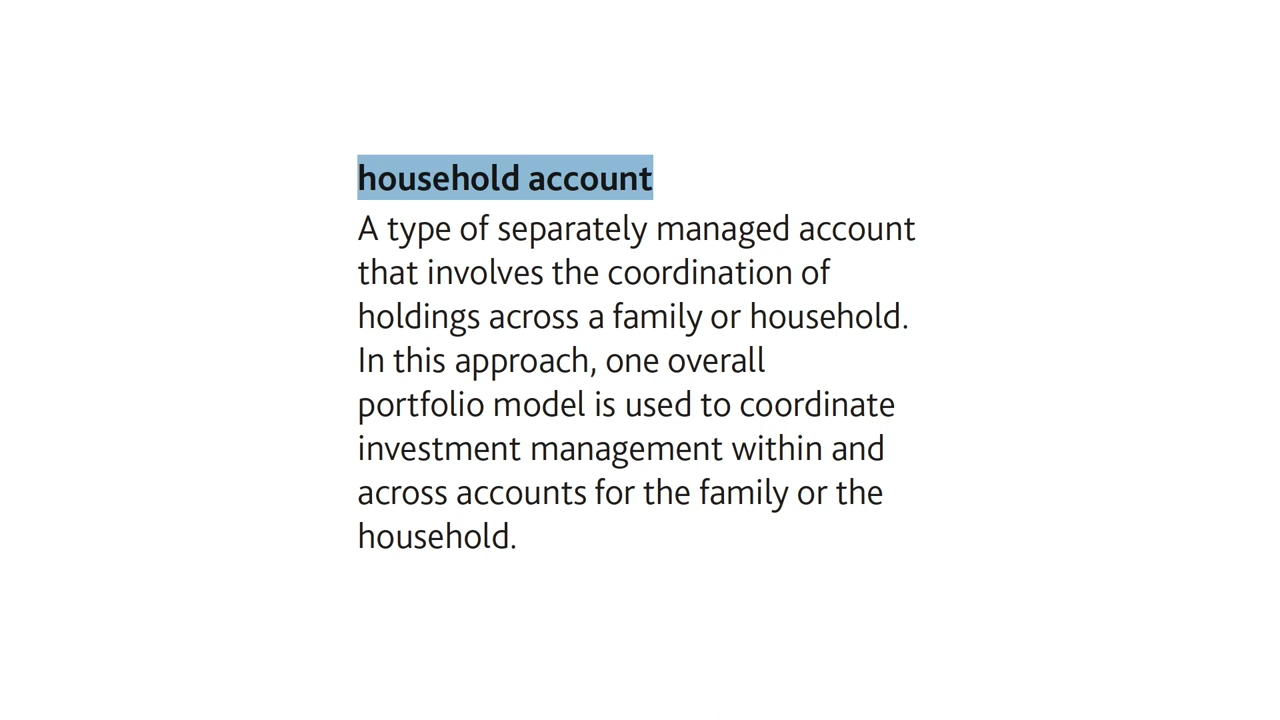 household account
A type of separately managed account
that involves the coordination of
holdings across a family or household.
In this approach, one overall
portfolio model is used to coordinate
investment management within and
across accounts for the family or the
household.